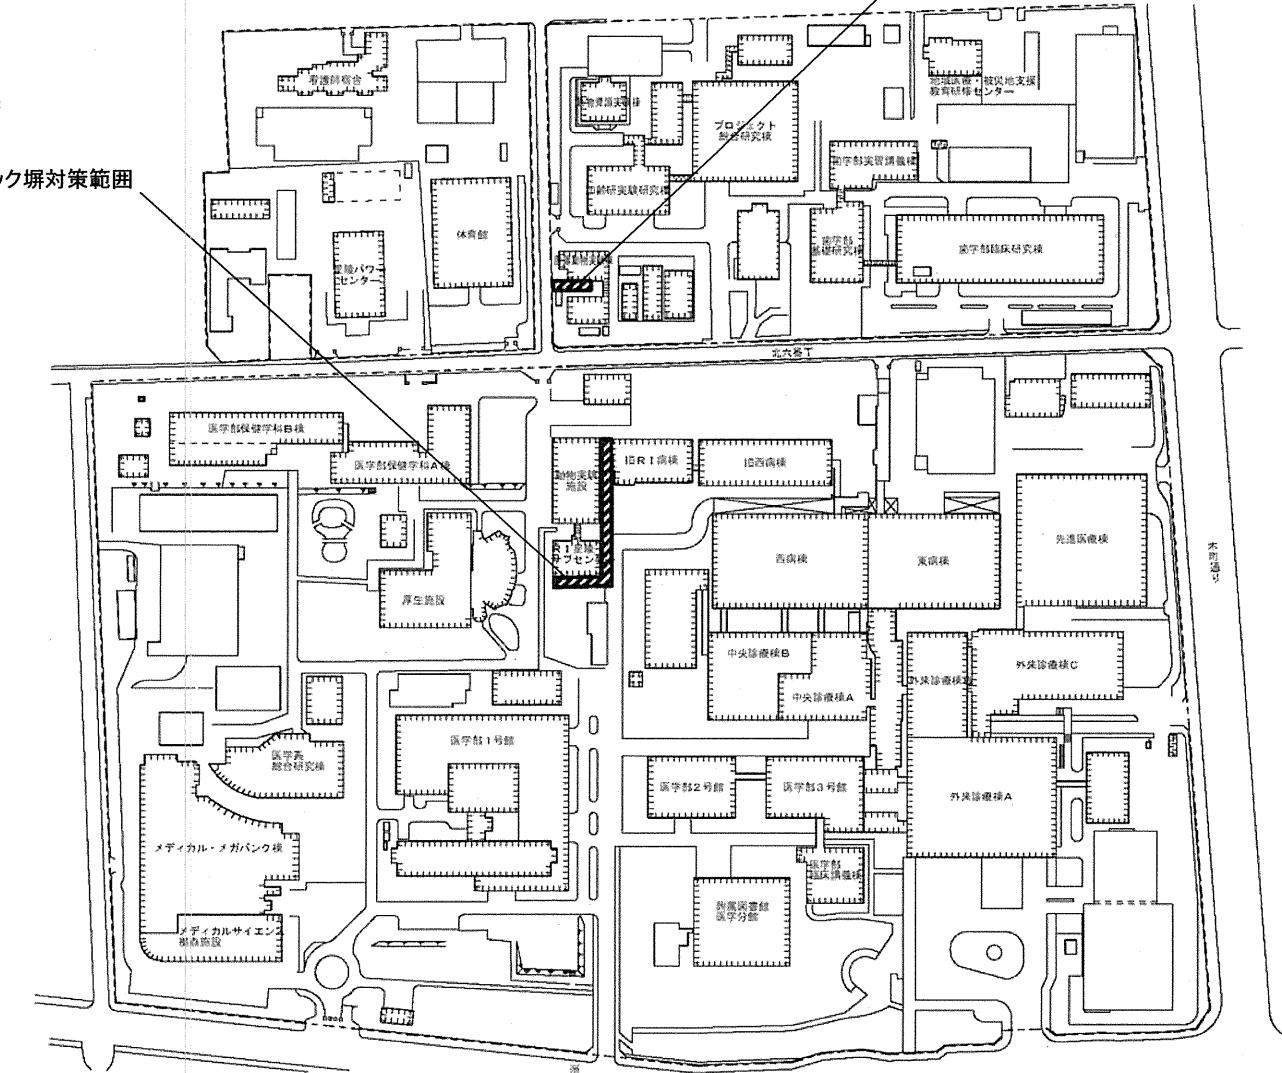 看護師宿舎
プロジェクト
総合研究棟
地域医療・被災地支援
教育研修センター
歯学部実習講義棟
ック塀対策範囲
加齢研実験研究棟
体育館
星陵パワー
センター
歯学部
基礎研究棟
歯学部臨床研究棟
医学部保健学科B棟
医学部保健学科A棟
動物実験
施設
旧RI病棟
旧西病棟
西病棟
東病棟
先進医療棟
木町通り
厚生施設
中央診療棟B
中央診療棟A
外来診療棟C
医学部1号館
医学系
総合研究棟
医学部2号館
医学部3号館
外来診療棟A
メディカル・メガバンク棟
医学部
臨床講義棟
附属図書館
医学分館
メディカルサイエンス
拠点施設